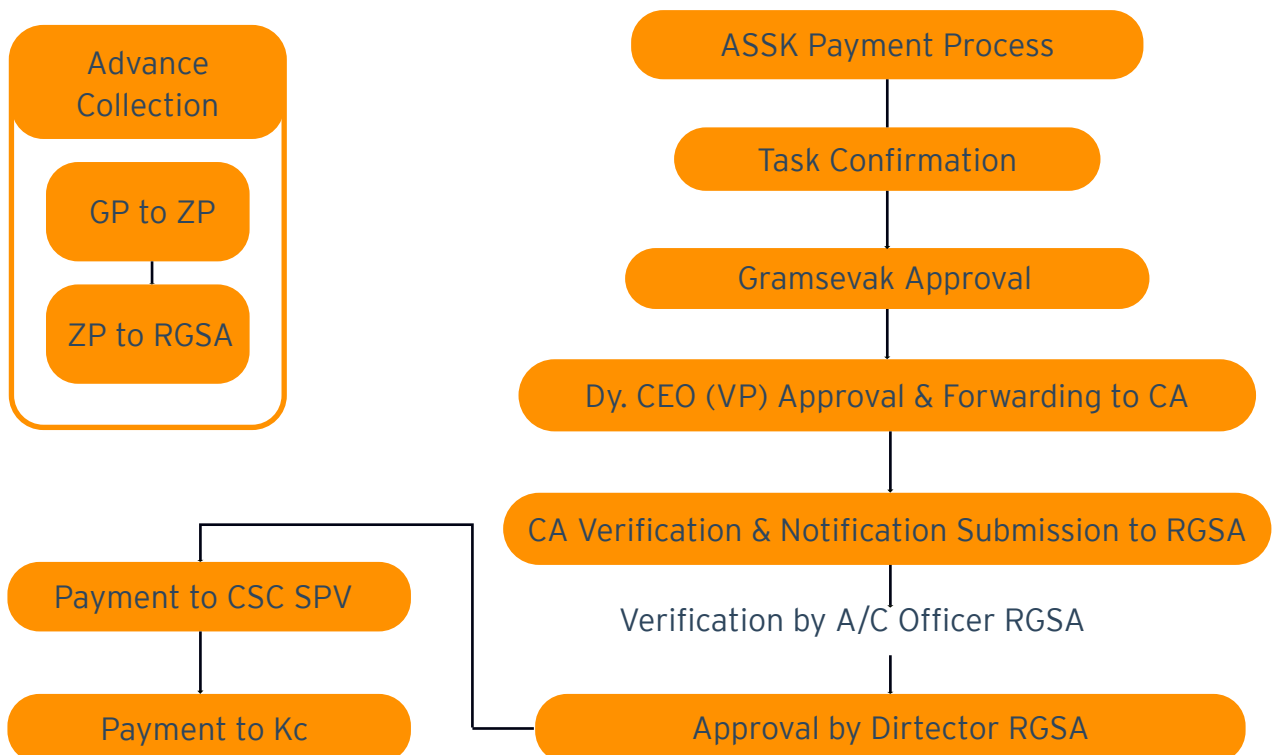 Advance
Collection
GP to ZP
ZP to RGSA
ASSK Payment Process
Task Confirmation
Gramsevak Approval
Dy. CEO (VP) Approval & Forwarding to CA
CA Verification & Notification Submission to RGSA
Verification by A/C Officer RGSA
Approval by Dirtector RGSA
Payment to CSC SPV
Payment to Kc